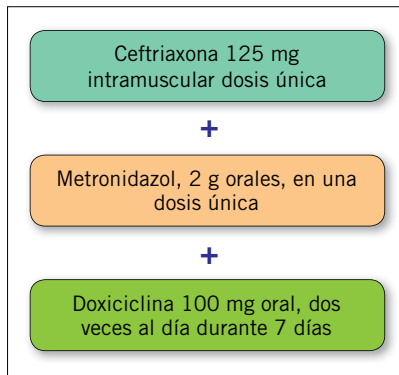 Ceftriaxona 125 mg
intramuscular dosis única
+
Metronidazol, 2 g orales, en una
dosis única
+
Doxiciclina 100 mg oral, dos
veces al día durante 7 días